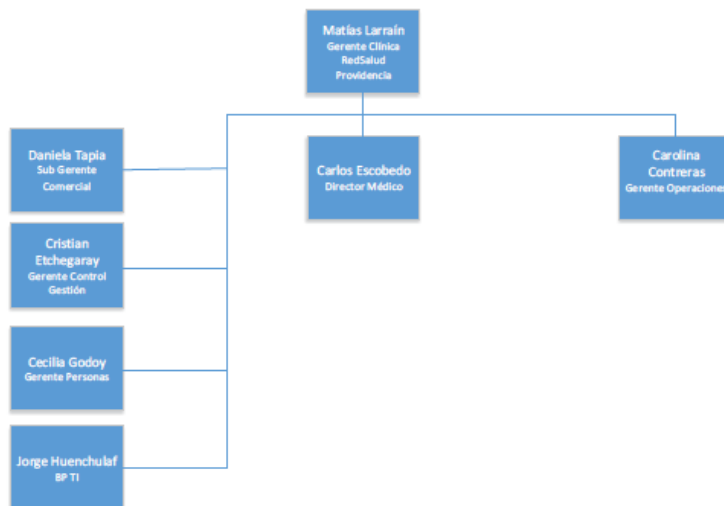 Matías Larraín
Gerente Clínica
RedSalud
Providencia
Daniela Tapia
Sub Gerente
Comercial
Carlos Escobedo
Director Médico
Carolina
Contreras
Gerente Operaciones
Cristian
Etchegaray
Gerente Control
Gestión
Cecilia Godoy
Gerente Personas
Jorge Huenchulaf
BP TI